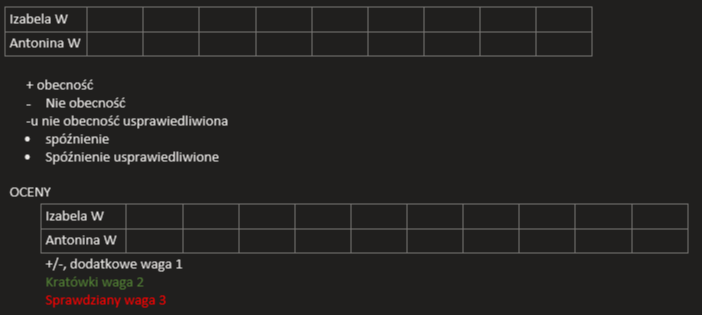 Izabela W
Antonina W
+ obecność
- Nie obecność
-u nie obecność usprawiedliwiona
• spóźnienie
• Spóźnienie usprawiedliwione
OCENY
Izabela W
Antonina W
+/-, dodatkowe waga 1
Kratówki waga 2
Sprawdziany waga 3